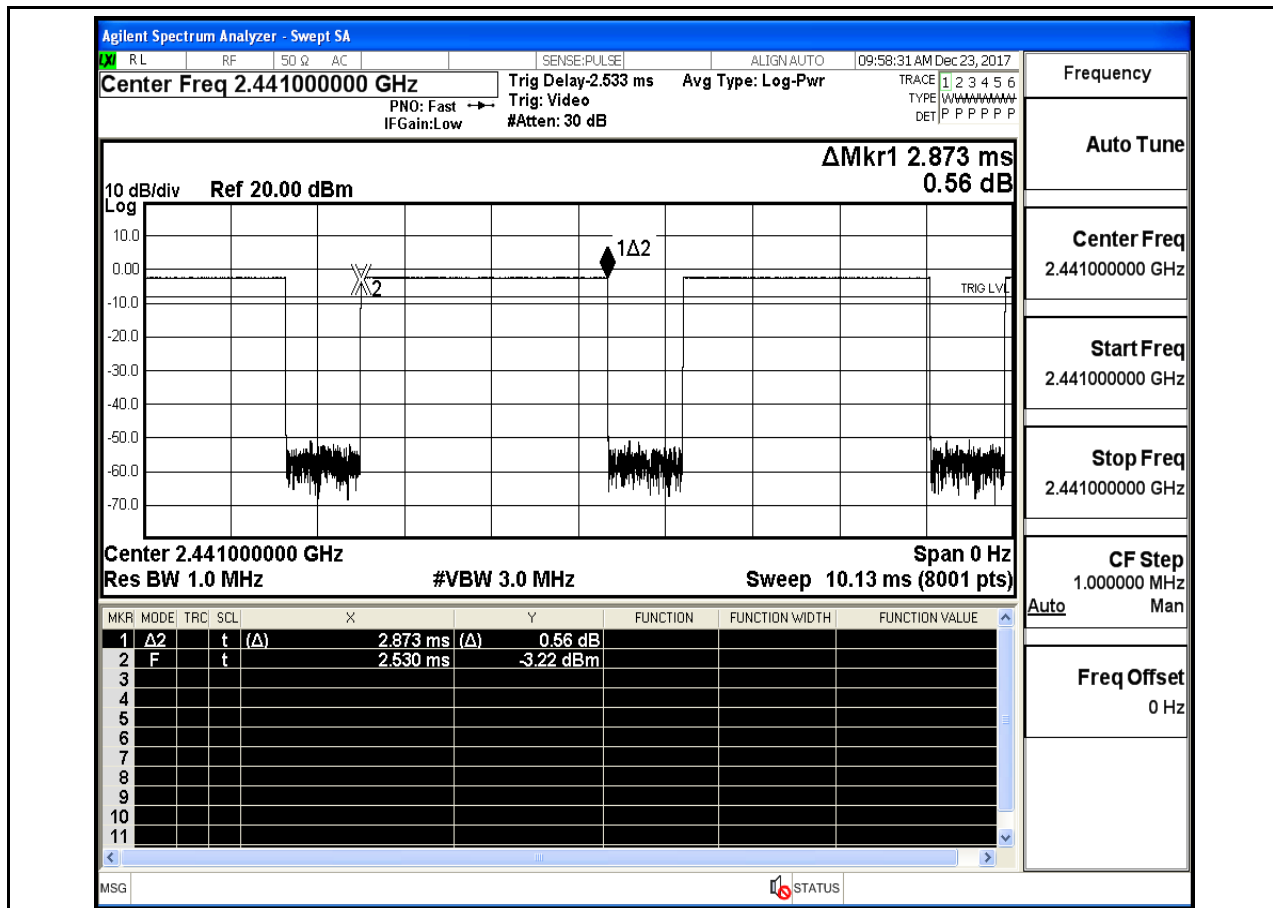 Agilent Spectrum Analyzer - Swept SA
LXI RL RF 50 Ω AC SENSE:PULSE ALIGN AUTO 09:58:31 AM Dec 23, 2017
Center Freq 2.441000000 GHz
PNO: Fast
IFGain:Low
Trig Delay-2.533 ms
Trig: Video
#Atten: 30 dB
Avg Type: Log-Pwr
TRACE 1 2 3 4 5 6
TYPE WWWWWW
DET P P P P P P
Frequency
Auto Tune
Center Freq
2.441000000 GHz
Start Freq
2.441000000 GHz
Stop Freq
2.441000000 GHz
CF Step
1.000000 MHz
Auto Man
Freq Offset
0 Hz
ΔMkr1 2.873 ms
0.56 dB
10 dB/div Ref 20.00 dBm
Log
10.0
0.00
-10.0
-20.0
-30.0
-40.0
-50.0
-60.0
-70.0
1Δ2
2
TRIG LVL
Center 2.441000000 GHz Span 0 Hz
Res BW 1.0 MHz #VBW 3.0 MHz Sweep 10.13 ms (8001 pts)
MKR MODE TRC SCL X Y FUNCTION FUNCTION WIDTH FUNCTION VALUE
1 Δ2 t (Δ) 2.873 ms (Δ) 0.56 dB
2 F t 2.530 ms -3.22 dBm
3
4
5
6
7
8
9
10
11
MSG STATUS